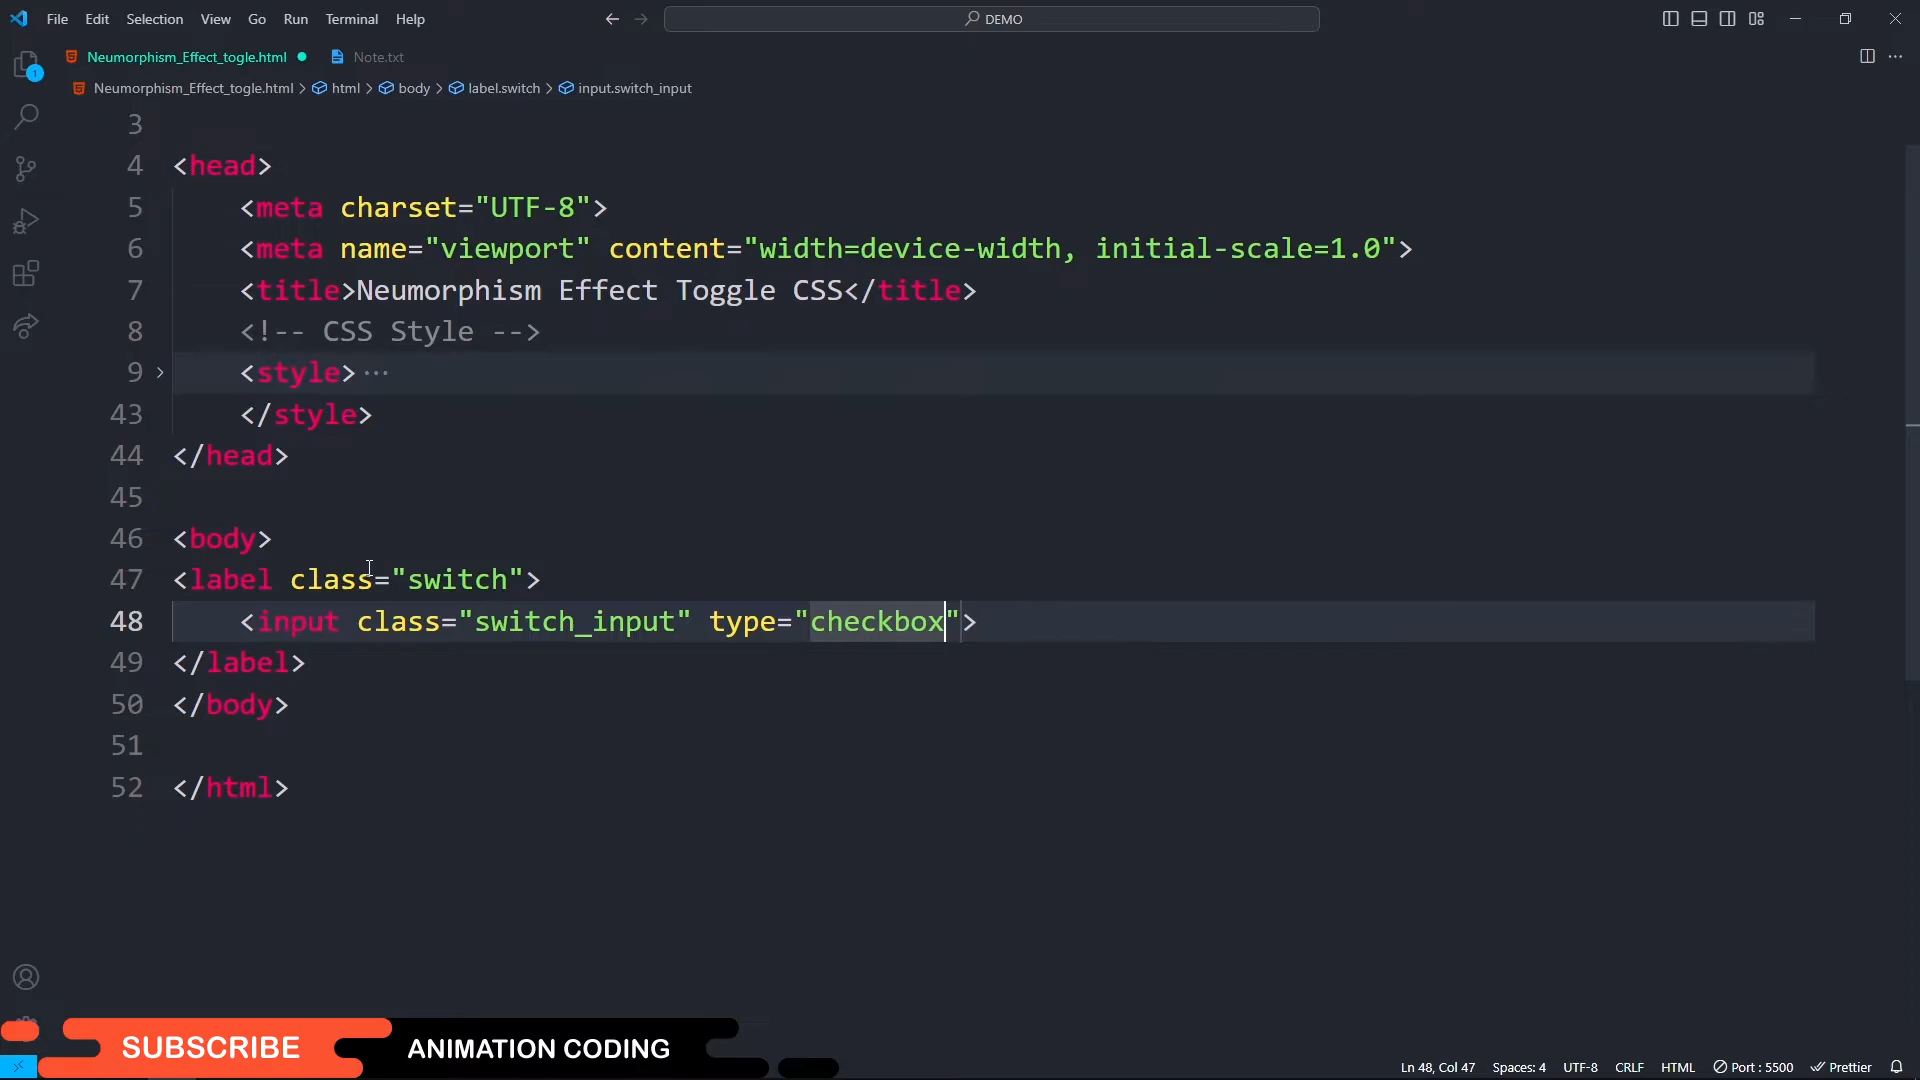 File Edit Selection View Go Run Terminal Help DEMO
Neumorphism_Effect_togle.html Note.txt
Neumorphism_Effect_togle.html > html > body > label.switch > input.switch_input
1
3
4 <head>
5 <meta charset="UTF-8">
6 <meta name="viewport" content="width=device-width, initial-scale=1.0">
7 <title>Neumorphism Effect Toggle CSS</title>
8 <!-- CSS Style -->
9 <style> ···
43 </style>
44 </head>
45
46 <body>
47 <label class="switch">
48 <input class="switch_input" type="checkbox">
49 </label>
50 </body>
51
52 </html>
SUBSCRIBE ANIMATION CODING
Ln 48, Col 47 Spaces: 4 UTF-8 CRLF HTML Port : 5500 Prettier